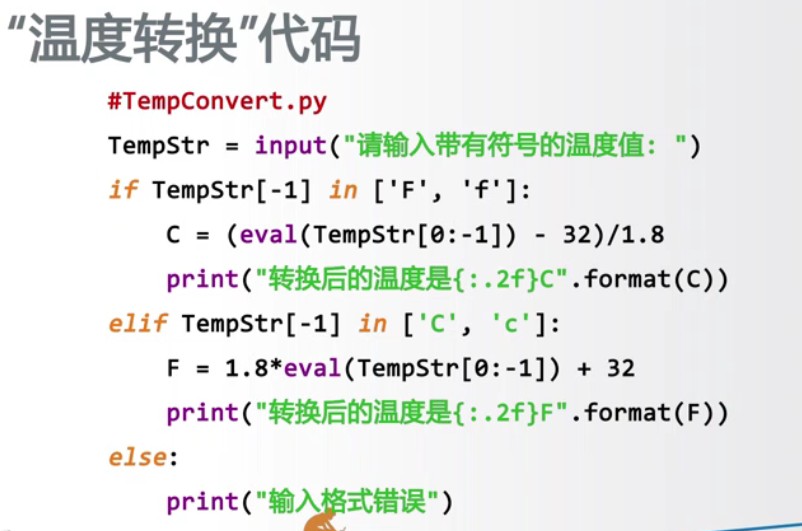 “温度转换”代码
#TempConvert.py
TempStr = input("请输入带有符号的温度值: ")
if TempStr[-1] in ['F', 'f']:
    C = (eval(TempStr[0:-1]) - 32)/1.8
    print("转换后的温度是{:.2f}C".format(C))
elif TempStr[-1] in ['C', 'c']:
    F = 1.8*eval(TempStr[0:-1]) + 32
    print("转换后的温度是{:.2f}F".format(F))
else:
    print("输入格式错误")